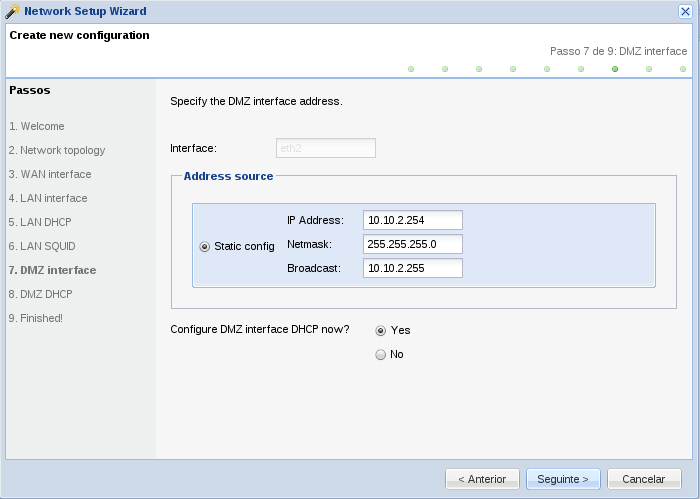 Network Setup Wizard
Create new configuration
Passo 7 de 9: DMZ interface
Passos
1. Welcome
2. Network topology
3. WAN interface
4. LAN interface
5. LAN DHCP
6. LAN SQUID
7. DMZ interface
8. DMZ DHCP
9. Finished!
Specify the DMZ interface address.
Interface: eth2
Address source
Static config
IP Address: 10.10.2.254
Netmask: 255.255.255.0
Broadcast: 10.10.2.255
Configure DMZ interface DHCP now? Yes
No
< Anterior Seguinte > Cancelar